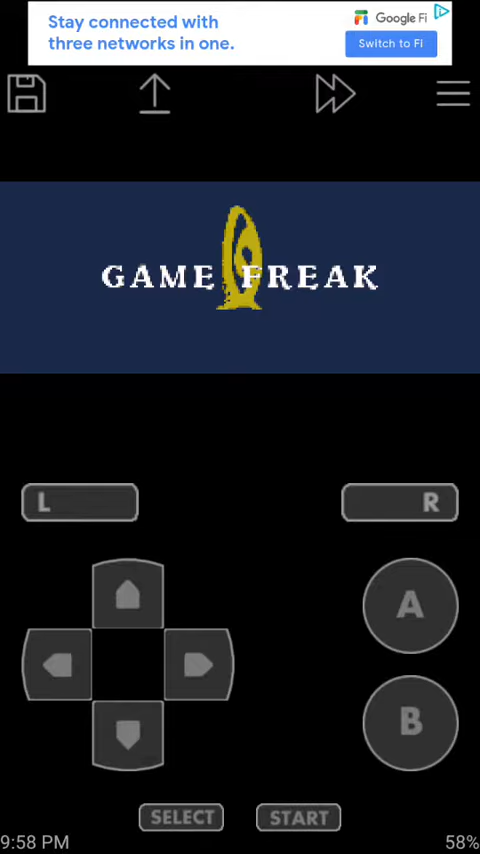 Stay connected with
three networks in one.
Google Fi
Switch to Fi
GAME FREAK
L
R
A
B
SELECT
START
9:58 PM
58%